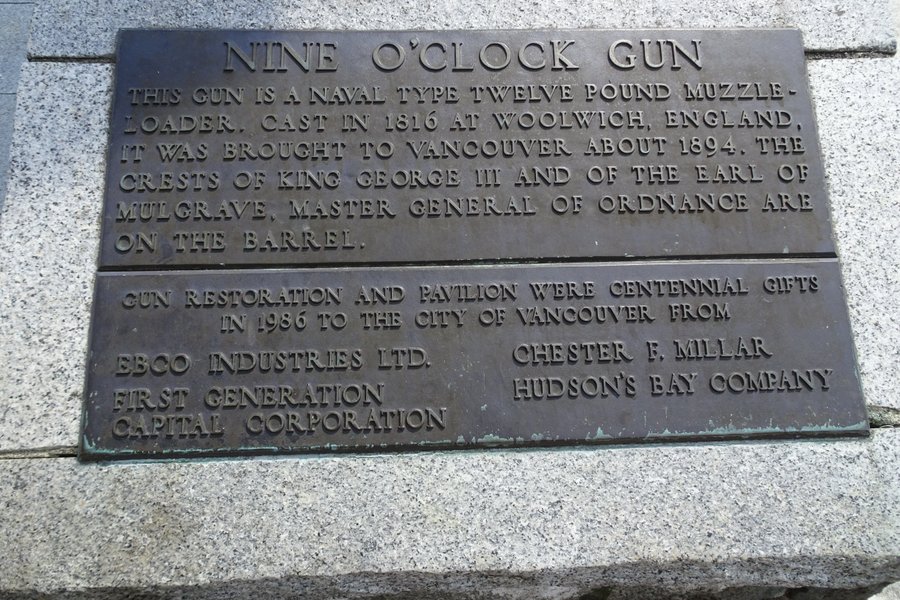 NINE O'CLOCK GUN
THIS GUN IS A NAVAL TYPE TWELVE POUND MUZZLE-
LOADER. CAST IN 1816 AT WOOLWICH, ENGLAND,
IT WAS BROUGHT TO VANCOUVER ABOUT 1894. THE
CRESTS OF KING GEORGE III AND OF THE EARL OF
MULGRAVE, MASTER GENERAL OF ORDNANCE ARE
ON THE BARREL.
GUN RESTORATION AND PAVILION WERE CENTENNIAL GIFTS
IN 1986 TO THE CITY OF VANCOUVER FROM
EBCO INDUSTRIES LTD.
FIRST GENERATION
CAPITAL CORPORATION
CHESTER F. MILLAR
HUDSON'S BAY COMPANY